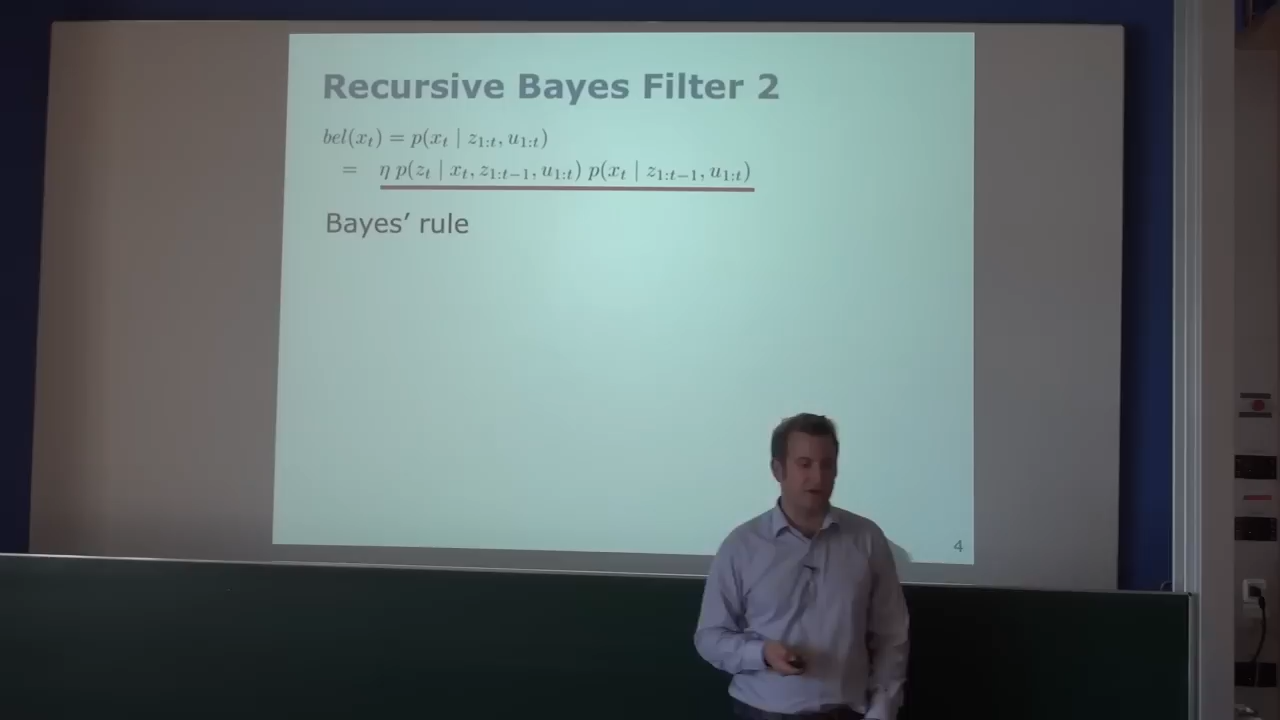 Recursive Bayes Filter 2
bel(x_t) = p(x_t | z_{1:t}, u_{1:t})
= η p(z_t | x_t, z_{1:t−1}, u_{1:t}) p(x_t | z_{1:t−1}, u_{1:t})
Bayes’ rule
4